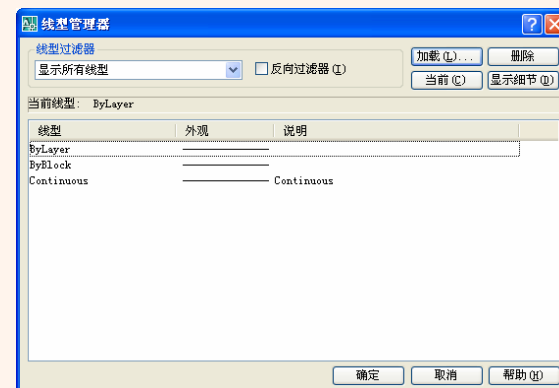 线型管理器
线型过滤器
显示所有线型
反向过滤器(I)
加载(L)...
删除
当前(C)
显示细节(D)
当前线型: ByLayer
线型 外观 说明
ByLayer
ByBlock
Continuous Continuous
确定 取消 帮助(H)